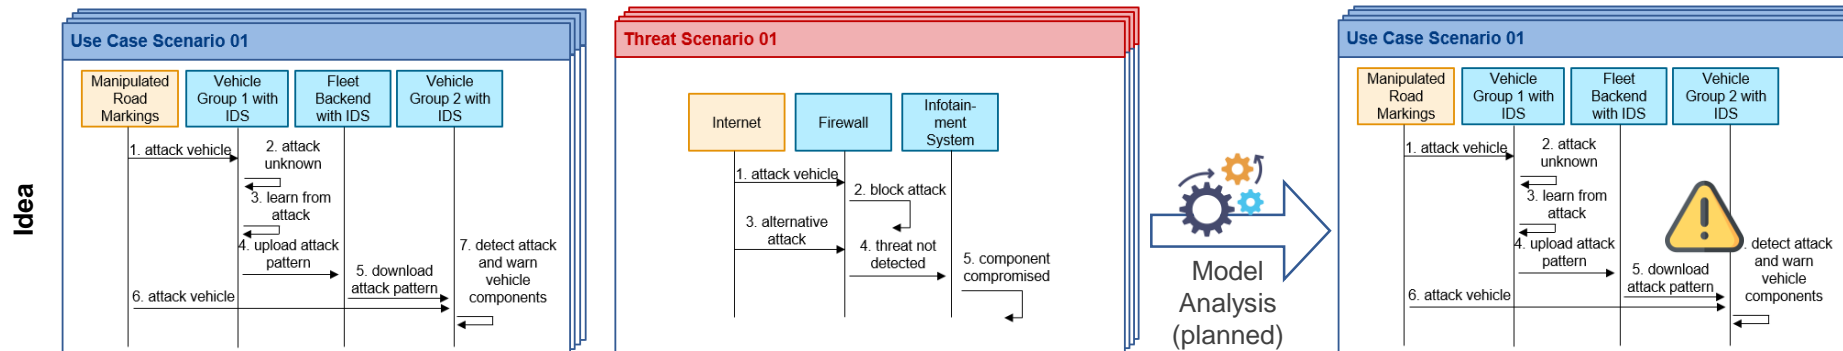 Idea
Use Case Scenario 01
Manipulated
Road
Markings
Vehicle
Group 1 with
IDS
Fleet
Backend
with IDS
Vehicle
Group 2 with
IDS
1. attack vehicle
2. attack
unknown
3. learn from
attack
4. upload attack
pattern
5. download
attack pattern
6. attack vehicle
7. detect attack
and warn
vehicle
components
Threat Scenario 01
Internet
Firewall
Infotain-
ment
System
1. attack vehicle
2. block attack
3. alternative
attack
4. threat not
detected
5. component
compromised
Model
Analysis
(planned)
Use Case Scenario 01
Manipulated
Road
Markings
Vehicle
Group 1 with
IDS
Fleet
Backend
with IDS
Vehicle
Group 2 with
IDS
1. attack vehicle
2. attack
unknown
3. learn from
attack
4. upload attack
pattern
5. download
attack pattern
6. attack vehicle
. detect attack
and warn
vehicle
components